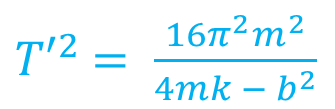 T′² = 16π²m² / 4mk − b²